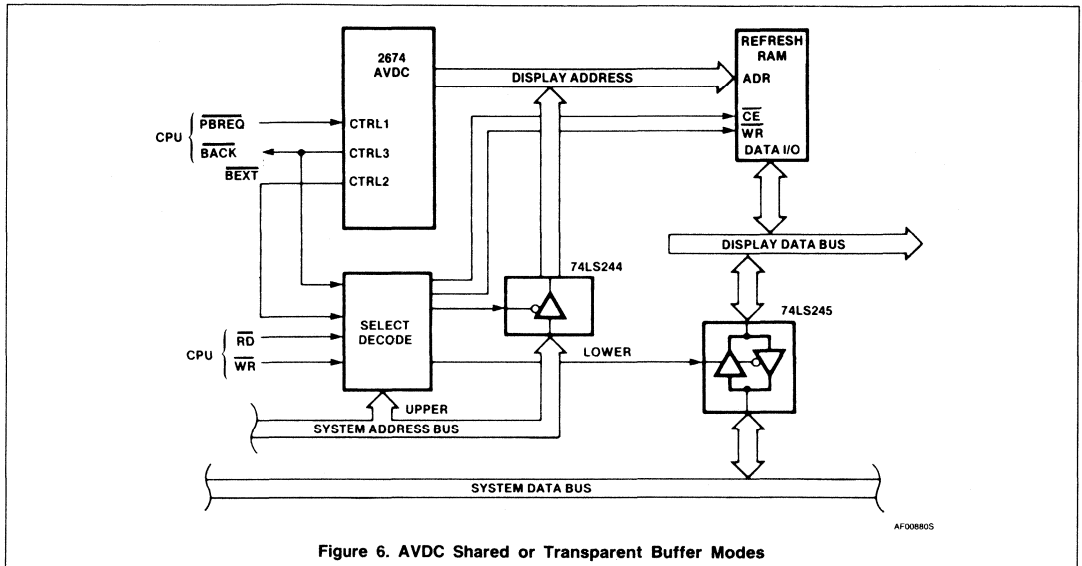 2674
AVDC
DISPLAY ADDRESS
REFRESH
RAM
ADR
CE
WR
DATA I/O
CPU
PBREQ
BACK
BEXT
CTRL1
CTRL3
CTRL2
DISPLAY DATA BUS
74LS244
74LS245
SELECT
DECODE
CPU
RD
WR
LOWER
UPPER
SYSTEM ADDRESS BUS
SYSTEM DATA BUS
AF00880S
Figure 6. AVDC Shared or Transparent Buffer Modes